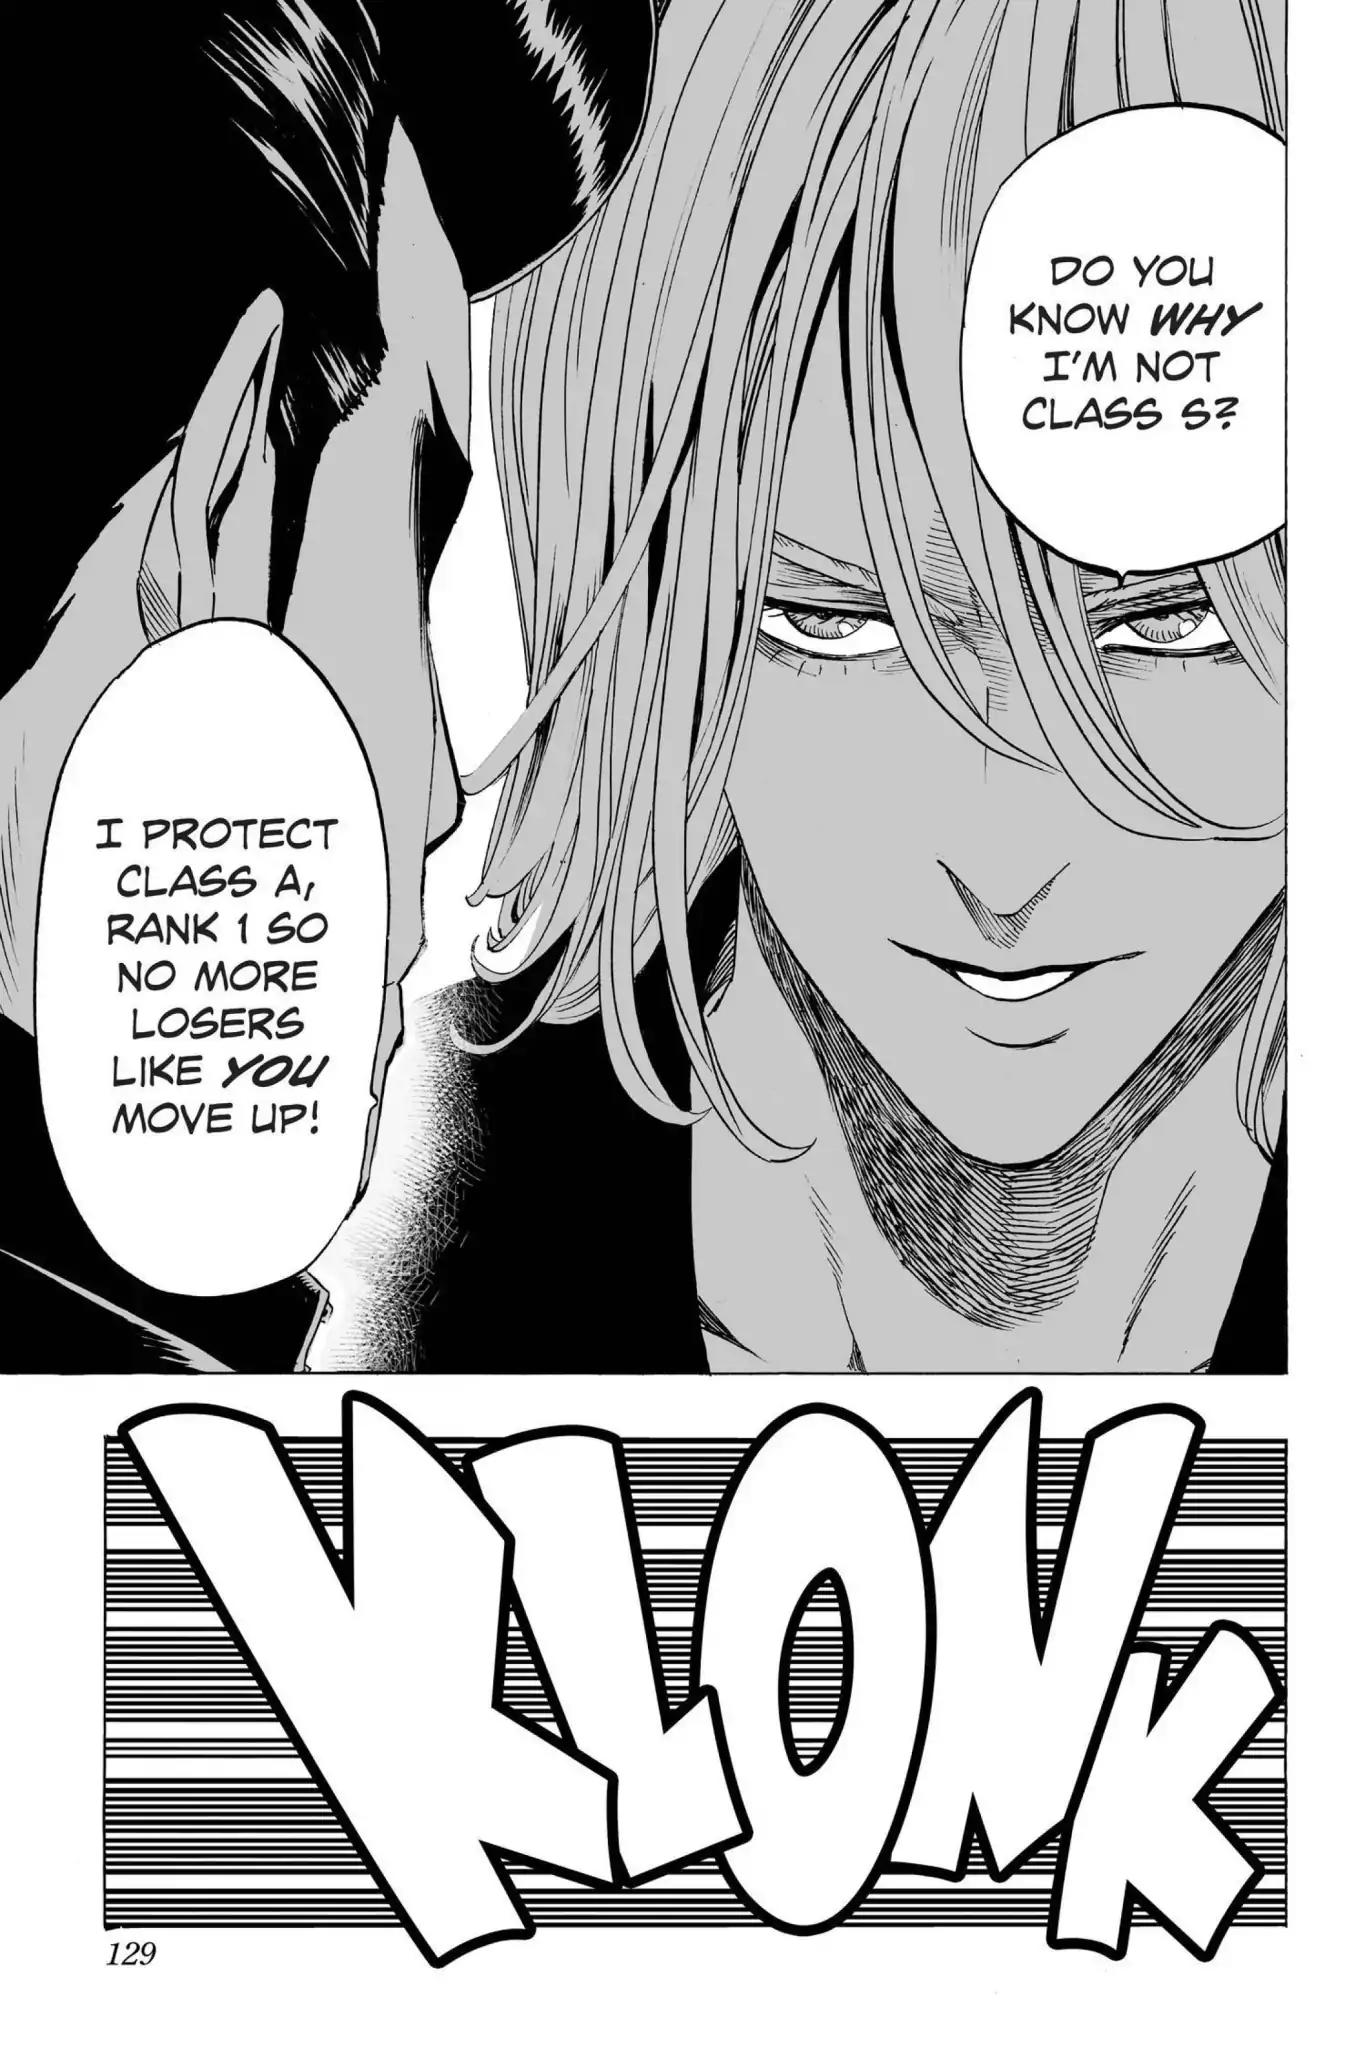 DO YOU
KNOW WHY
I'M NOT
CLASS S?
I PROTECT
CLASS A,
RANK 1 SO
NO MORE
LOSERS
LIKE YOU
MOVE UP!
KLONK
129